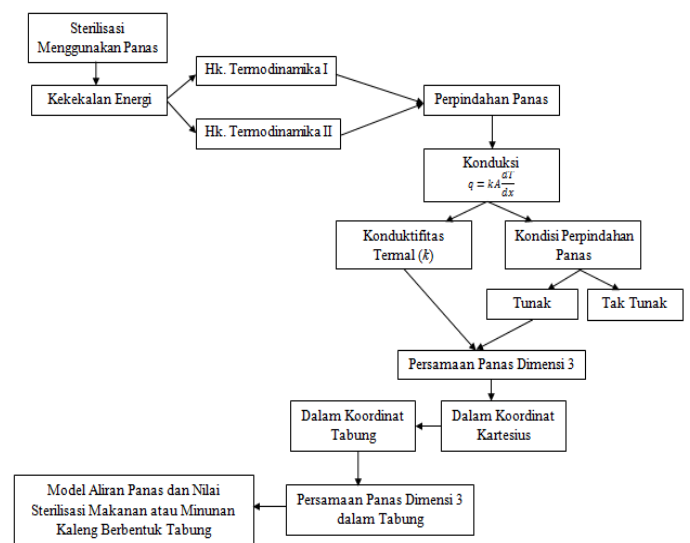 Sterilisasi
Menggunakan Panas
Kekekalan Energi
Hk. Termodinamika I
Hk. Termodinamika II
Perpindahan Panas
Konduksi
q = kA dT/dx
Konduktifitas
Termal (k)
Kondisi Perpindahan
Panas
Tunak
Tak Tunak
Persamaan Panas Dimensi 3
Dalam Koordinat
Tabung
Dalam Koordinat
Kartesius
Model Aliran Panas dan Nilai
Sterilisasi Makanan atau Minunan
Kaleng Berbentuk Tabung
Persamaan Panas Dimensi 3
dalam Tabung